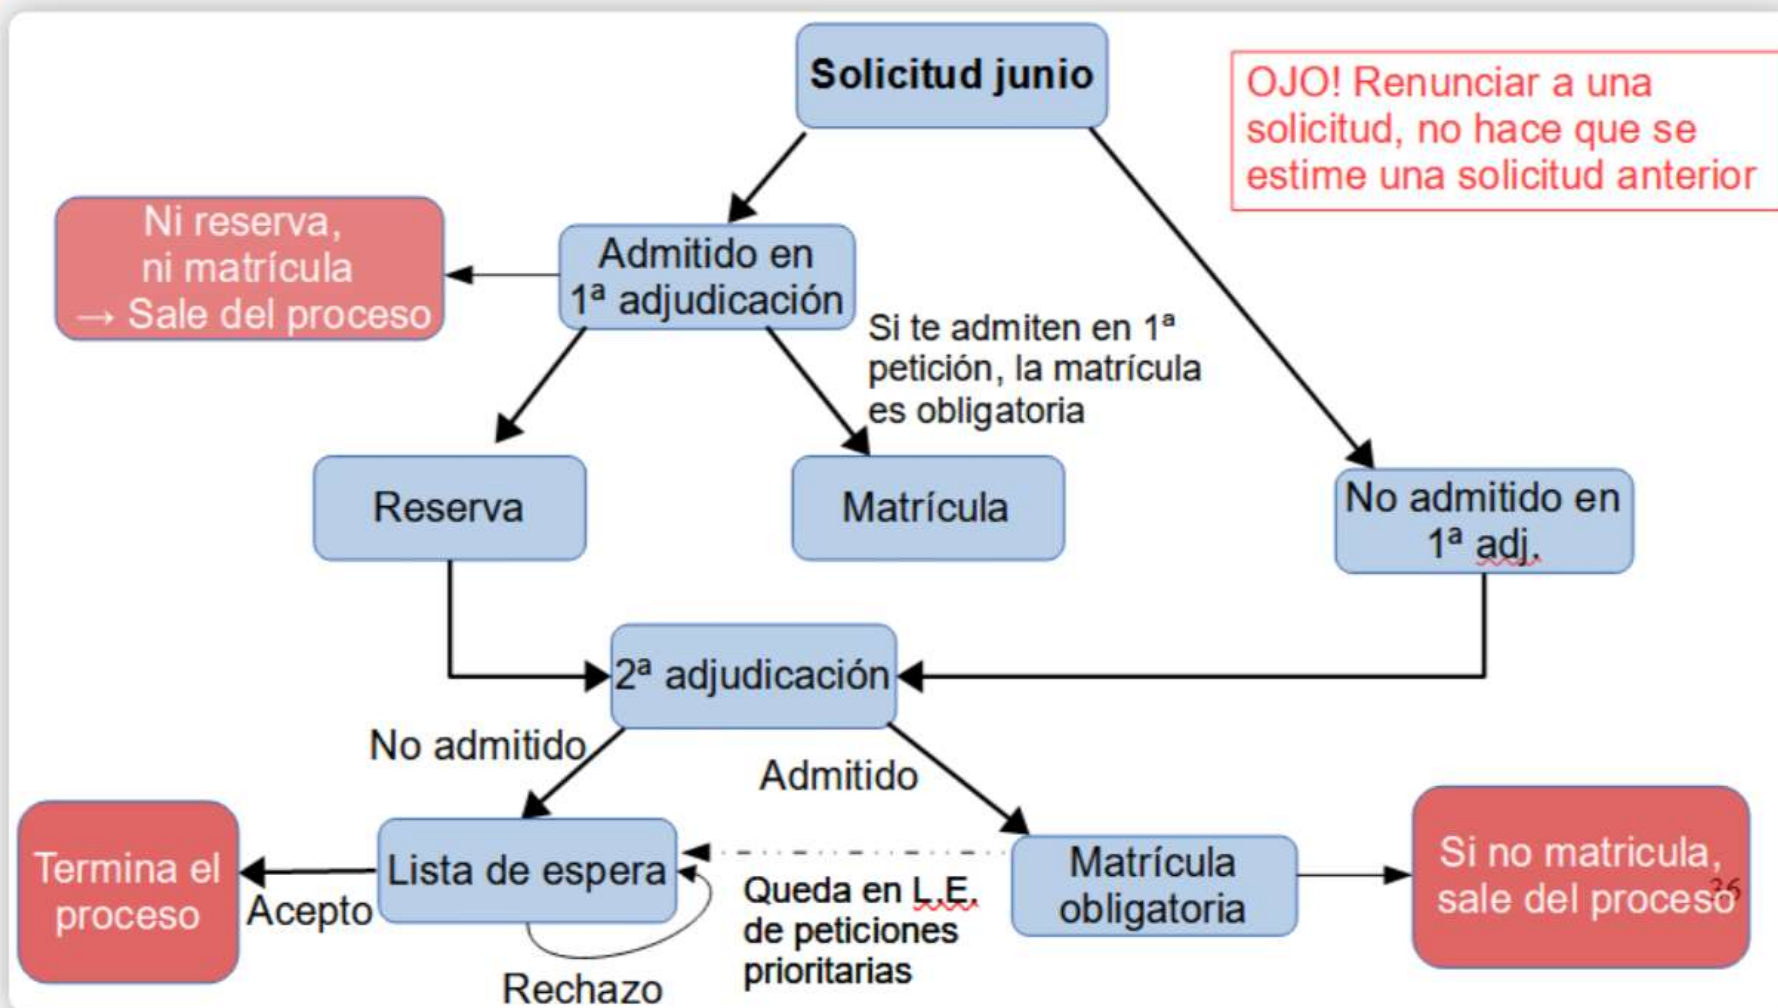 Solicitud junio
OJO! Renunciar a una
solicitud, no hace que se
estime una solicitud anterior
Ni reserva,
ni matrícula
→ Sale del proceso
Admitido en
1ª adjudicación
Si te admiten en 1ª
petición, la matrícula
es obligatoria
Reserva
Matrícula
No admitido en
1ª adj.
2ª adjudicación
No admitido
Admitido
Termina el
proceso
Acepto
Lista de espera
Rechazo
Queda en L.E.
de peticiones
prioritarias
Matrícula
obligatoria
Si no matricula,
sale del proceso
36